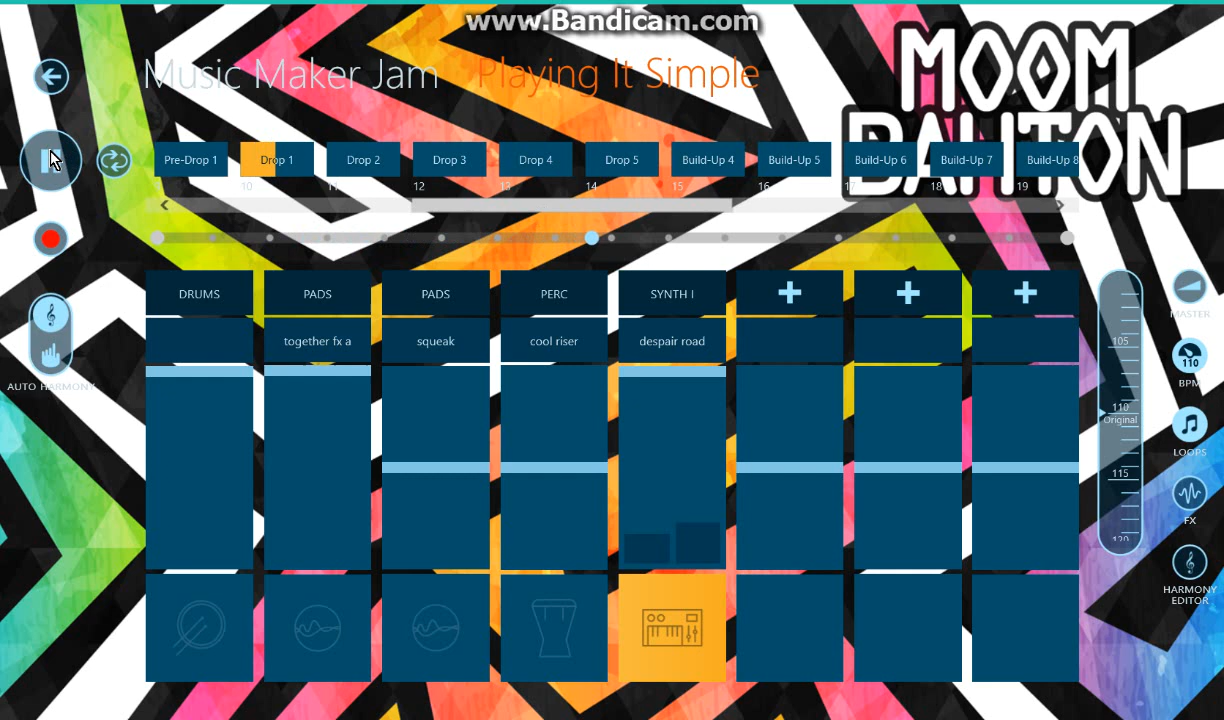 www.Bandicam.com
Music Maker Jam Playing It Simple
MOOM
BAHTON
Pre-Drop 1 Drop 1 Drop 2 Drop 3 Drop 4 Drop 5 Build-Up 4 Build-Up 5 Build-Up 6 Build-Up 7 Build-Up 8
10 11 12 13 14 15 16 17 18 19
DRUMS PADS PADS PERC SYNTH I
together fx a squeak cool riser despair road
AUTO HARMONY
105
110
Original
115
120
MASTER
110
BPM
LOOPS
FX
HARMONY
EDITOR